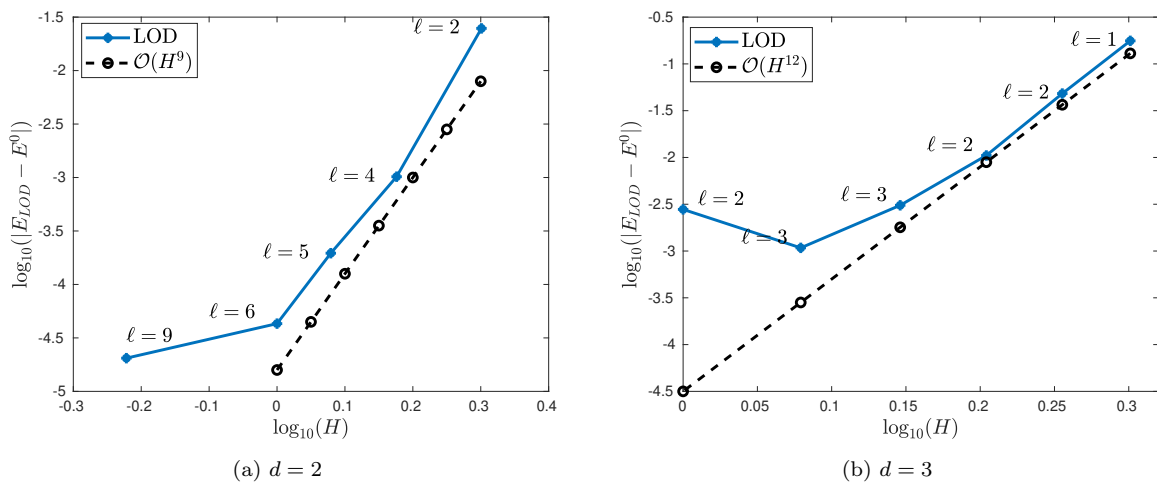 -1.5
-2
-2.5
-3
-3.5
-4
-4.5
-5
log₁₀(|E_LOD − E⁰|)
LOD
O(H⁹)
ℓ = 2
ℓ = 4
ℓ = 5
ℓ = 6
ℓ = 9
-0.3 -0.2 -0.1 0 0.1 0.2 0.3 0.4
log₁₀(H)
(a) d = 2
-0.5
-1
-1.5
-2
-2.5
-3
-3.5
-4
-4.5
log₁₀(|E_LOD − E⁰|)
LOD
O(H¹²)
ℓ = 1
ℓ = 2
ℓ = 2
ℓ = 3
ℓ = 2
ℓ = 3
0 0.05 0.1 0.15 0.2 0.25 0.3
log₁₀(H)
(b) d = 3